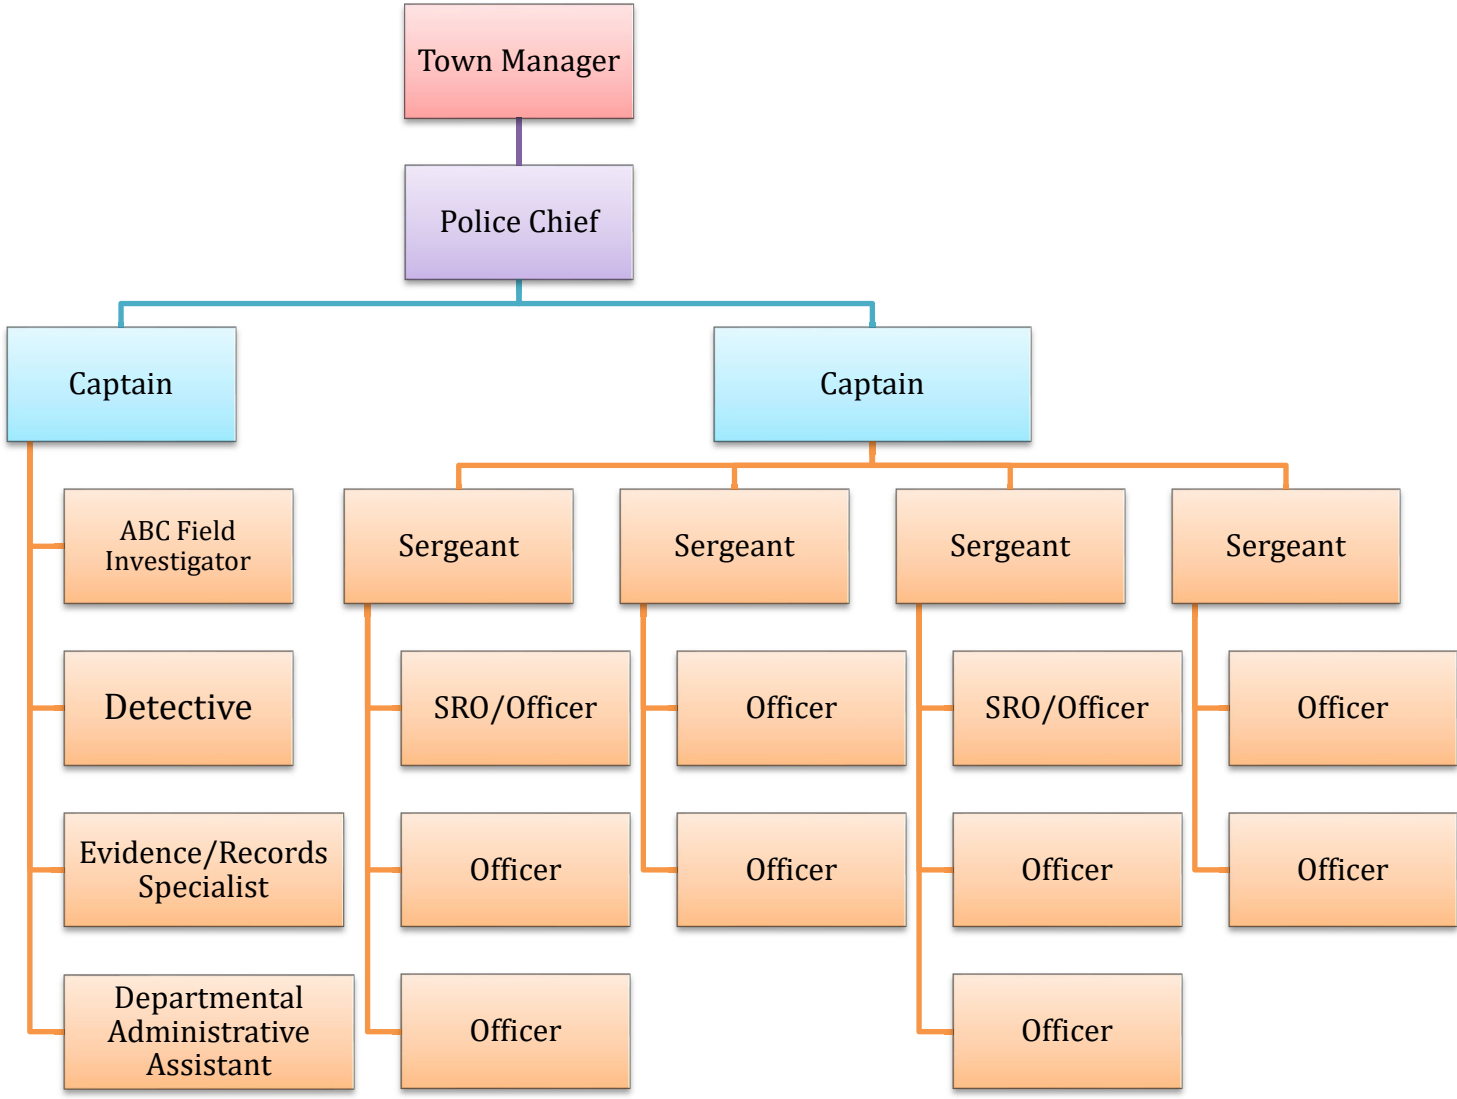 Town Manager
Police Chief
Captain
Captain
ABC Field
Investigator
Sergeant
Sergeant
Sergeant
Sergeant
Detective
SRO/Officer
Officer
SRO/Officer
Officer
Evidence/Records
Specialist
Officer
Officer
Officer
Officer
Departmental
Administrative
Assistant
Officer
Officer